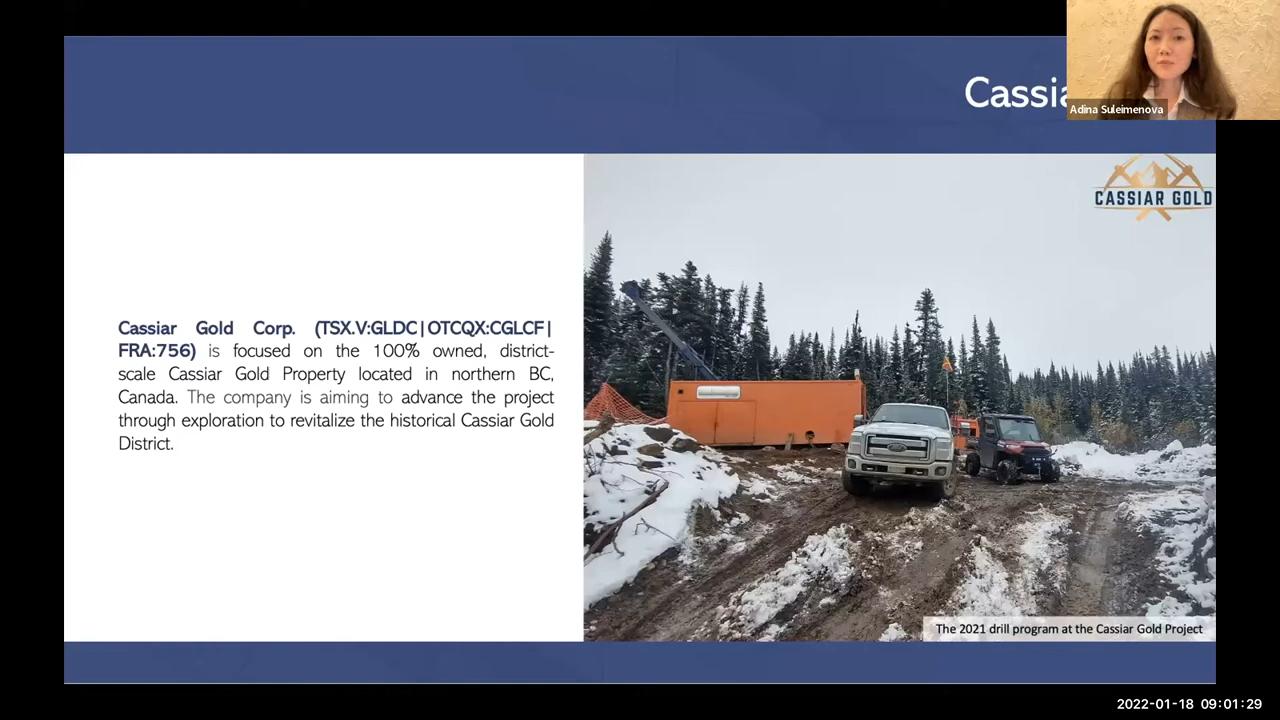 Cassia
Adina Suleimenova
CASSIAR GOLD
Cassiar Gold Corp. (TSX.V:GLDC|OTCQX:CGLCF|
FRA:756) is focused on the 100% owned, district-
scale Cassiar Gold Property located in northern BC,
Canada. The company is aiming to advance the project
through exploration to revitalize the historical Cassiar Gold
District.
The 2021 drill program at the Cassiar Gold Project
2022-01-18 09:01:29